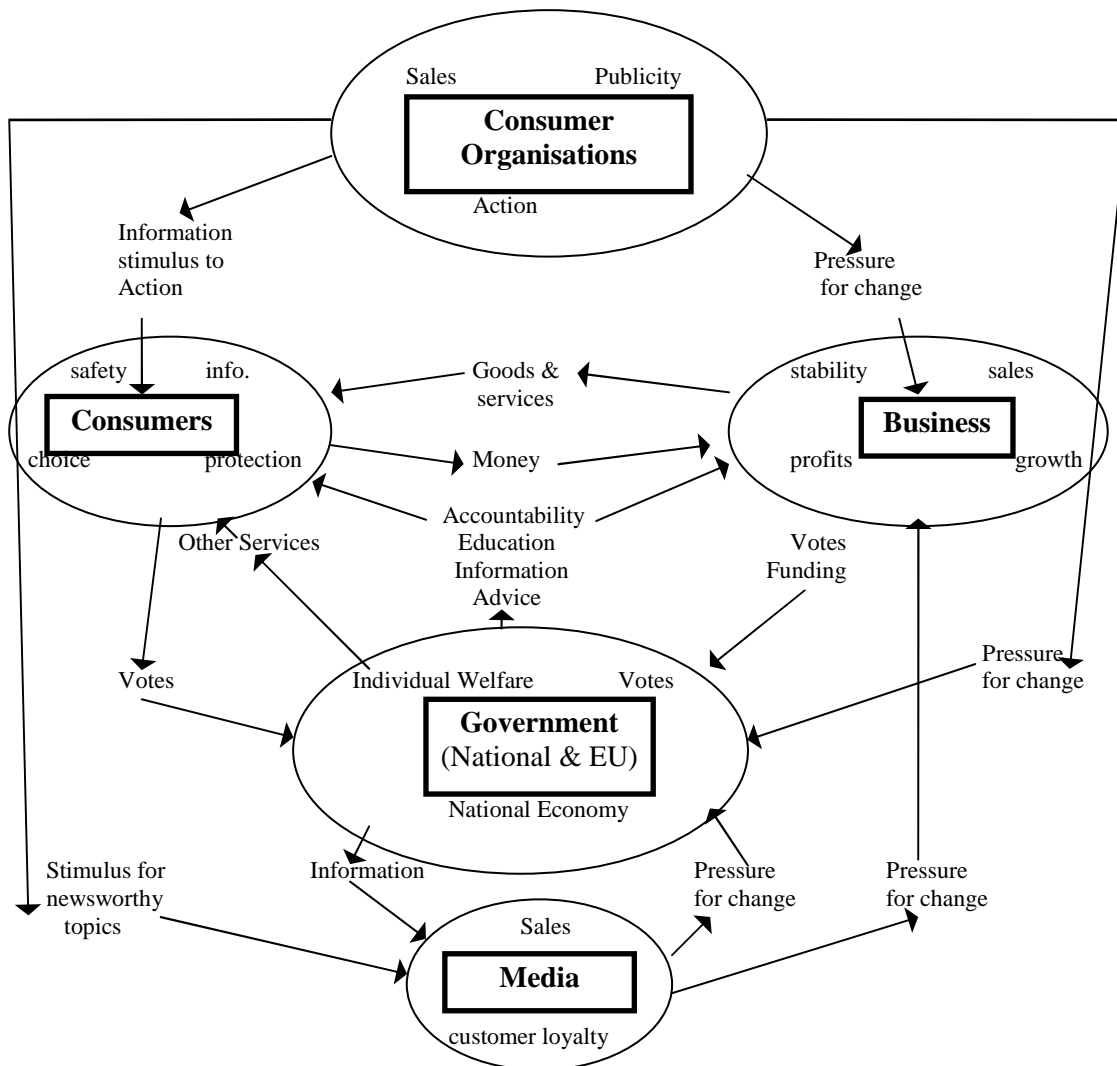 Sales Publicity
Consumer
Organisations
Action
Information
stimulus to
Action
Pressure
for change
safety info.
Consumers
choice protection
Goods &
services
Money
stability sales
Business
profits growth
Accountability
Education
Information
Advice
Other Services
Votes
Funding
Votes
Individual Welfare Votes
Government
(National & EU)
National Economy
Pressure
for change
Stimulus for
newsworthy
topics
Information
Pressure
for change
Pressure
for change
Sales
Media
customer loyalty